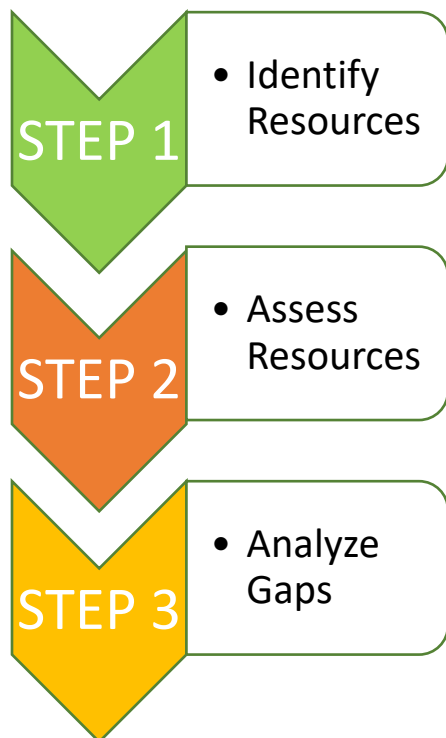 STEP 1
• Identify
Resources
STEP 2
• Assess
Resources
STEP 3
• Analyze
Gaps